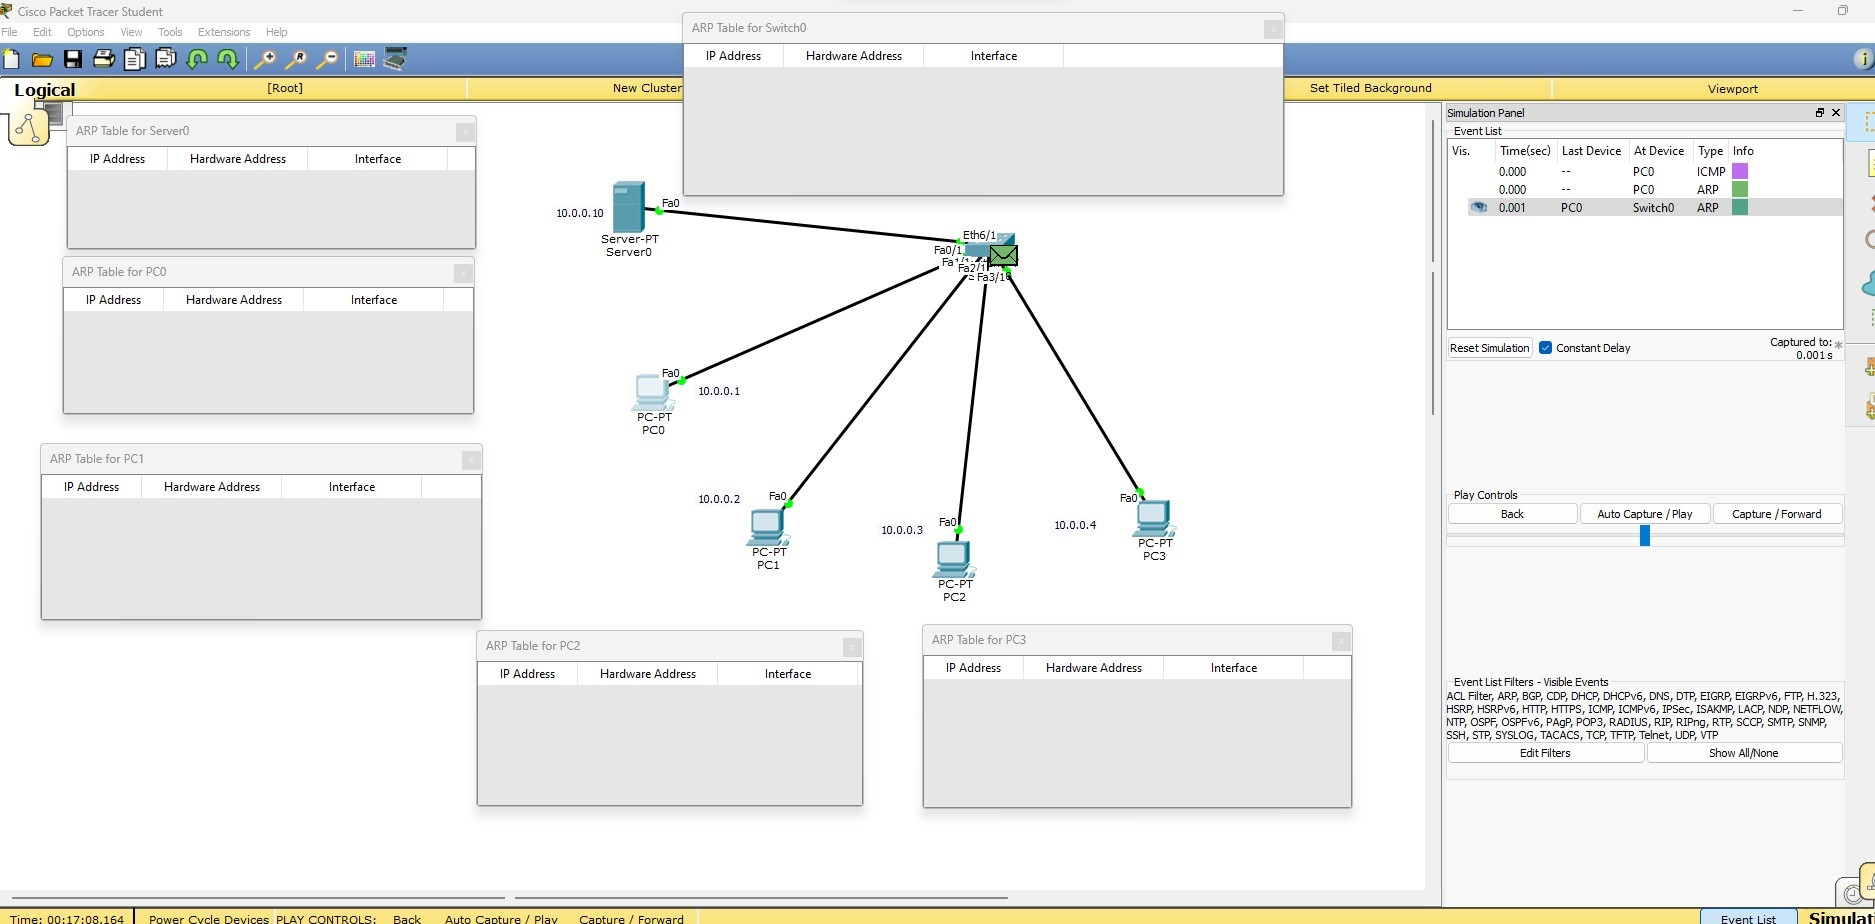 Cisco Packet Tracer Student
File Edit Options View Tools Extensions Help
Logical
[Root]
New Cluster
Set Tiled Background
Viewport
ARP Table for Switch0
IP Address Hardware Address Interface
ARP Table for Server0
IP Address Hardware Address Interface
ARP Table for PC0
IP Address Hardware Address Interface
ARP Table for PC1
IP Address Hardware Address Interface
ARP Table for PC2
IP Address Hardware Address Interface
ARP Table for PC3
IP Address Hardware Address Interface
10.0.0.10
Fa0
Server-PT
Server0
Eth6/1
Fa0/1
Fa2/1
Fa3/1
Fa0
10.0.0.1
PC-PT
PC0
10.0.0.2
Fa0
PC-PT
PC1
10.0.0.3
Fa0
PC-PT
PC2
10.0.0.4
Fa0
PC-PT
PC3
Simulation Panel
Event List
Vis. Time(sec) Last Device At Device Type Info
0.000 -- PC0 ICMP
0.000 -- PC0 ARP
0.001 PC0 Switch0 ARP
Reset Simulation
Constant Delay
Captured to:
0.001 s
*
Play Controls
Back
Auto Capture / Play
Capture / Forward
Event List Filters - Visible Events
ACL Filter, ARP, BGP, CDP, DHCP, DHCPv6, DNS, DTP, EIGRP, EIGRPv6, FTP, H.323,
HSRP, HSRPv6, HTTP, HTTPS, ICMP, ICMPv6, IPSec, ISAKMP, LACP, NDP, NETFLOW,
NTP, OSPF, OSPFv6, PAgP, POP3, RADIUS, RIP, RIPng, RTP, SCCP, SMTP, SNMP,
SSH, STP, SYSLOG, TACACS, TCP, TFTP, Telnet, UDP, VTP
Edit Filters
Show All/None
Time: 00:17:08.164
Power Cycle Devices
PLAY CONTROLS:
Back
Auto Capture / Play
Capture / Forward
Event List
Simulat